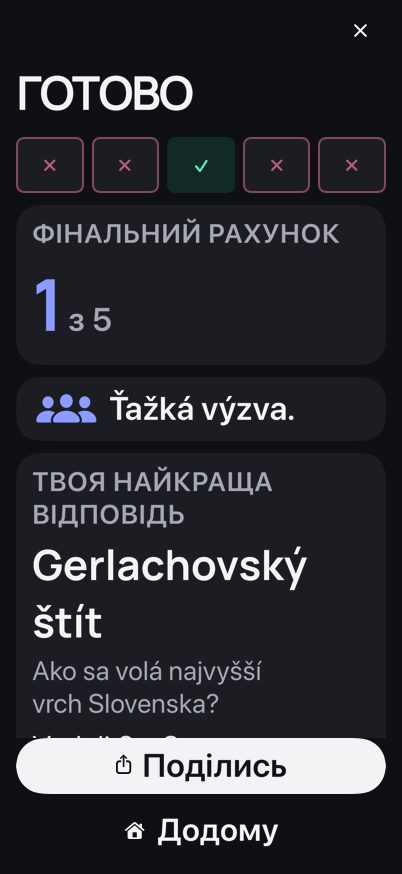 ГОТОВО
ФІНАЛЬНИЙ РАХУНОК
1 з 5
Ťažká výzva.
ТВОЯ НАЙКРАЩА
ВІДПОВІДЬ
Gerlachovský
štít
Ako sa volá najvyšší
vrch Slovenska?
Поділись
Додому